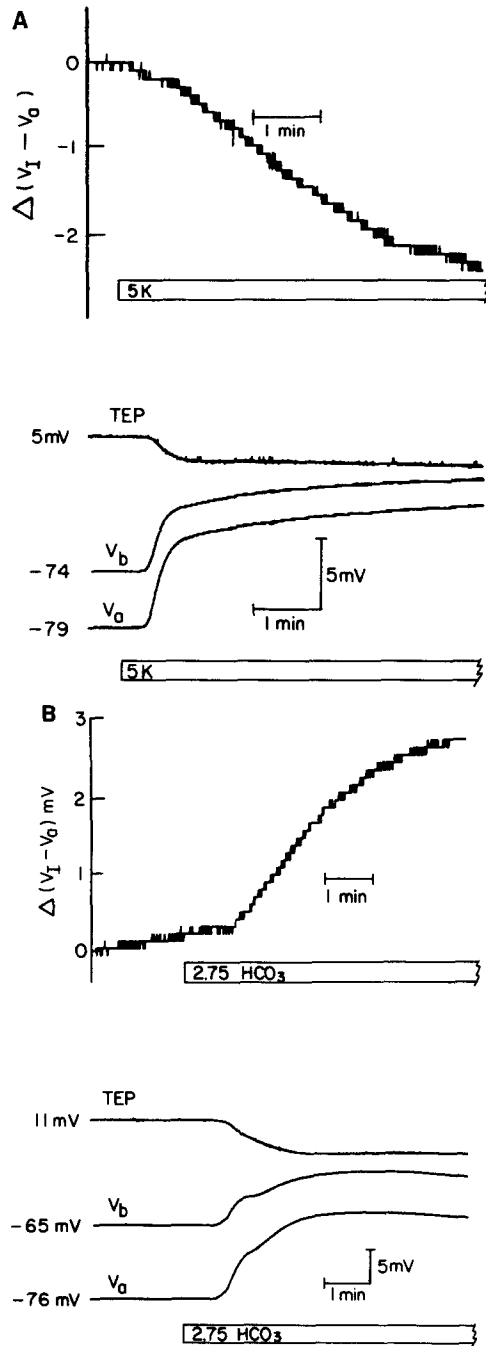 A
Δ(V_I – V_a)
0
-1
-2
1 min
5K
TEP
5mV
V_b
-74
V_a
-79
5mV
1 min
5K
B
Δ(V_I – V_a) mV
3
2
1
0
1 min
2.75 HCO₃
TEP
11 mV
V_b
-65 mV
V_a
-76 mV
5mV
1min
2.75 HCO₃